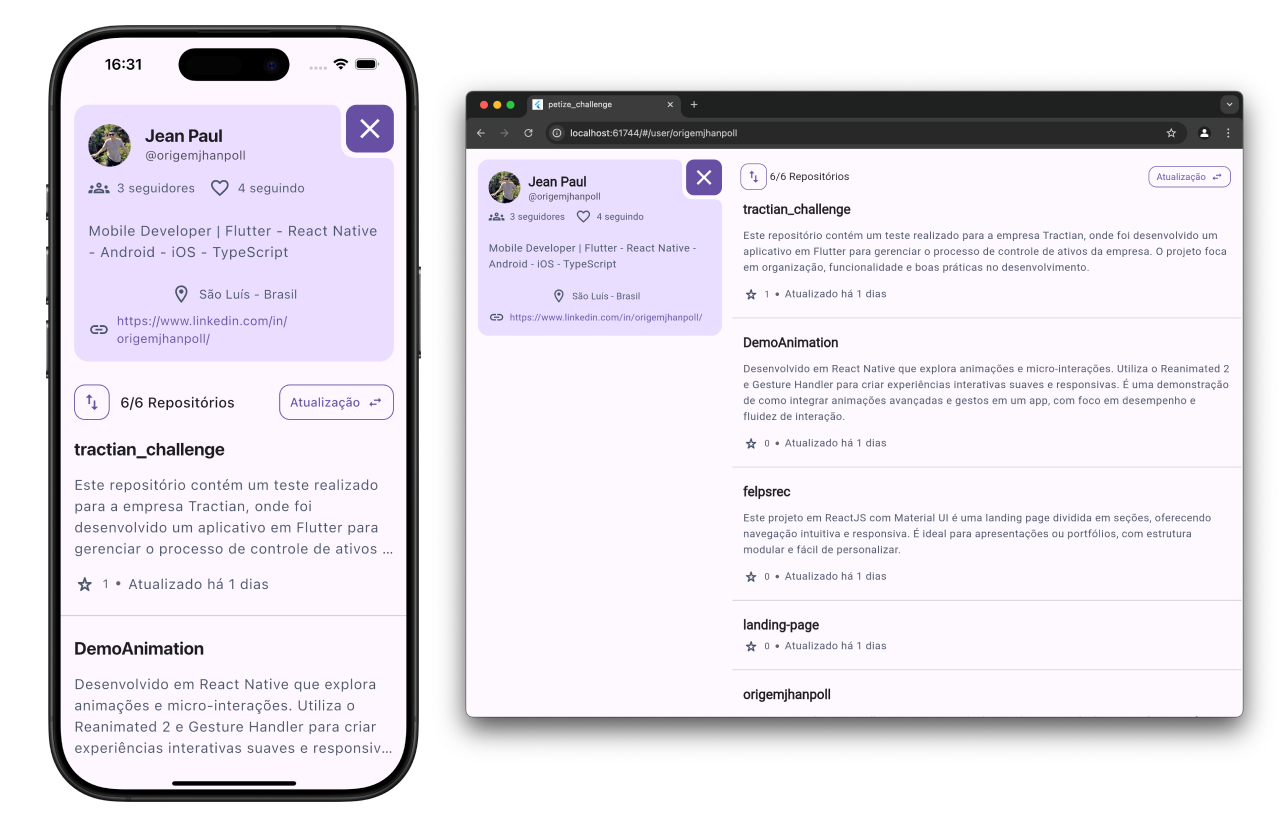 16:31
Jean Paul
@origemjhanpoll
3 seguidores 4 seguindo
Mobile Developer | Flutter - React Native
- Android - iOS - TypeScript
São Luís - Brasil
https://www.linkedin.com/in/
origemjhanpoll/
6/6 Repositórios Atualização
tractian_challenge
Este repositório contém um teste realizado
para a empresa Tractian, onde foi
desenvolvido um aplicativo em Flutter para
gerenciar o processo de controle de ativos ...
1 • Atualizado há 1 dias
DemoAnimation
Desenvolvido em React Native que explora
animações e micro-interações. Utiliza o
Reanimated 2 e Gesture Handler para criar
experiências interativas suaves e responsiv...
petize_challenge
localhost:61744/#/user/origemjhanpoll
Jean Paul
@origemjhanpoll
3 seguidores 4 seguindo
Mobile Developer | Flutter - React Native -
Android - iOS - TypeScript
São Luís - Brasil
https://www.linkedin.com/in/origemjhanpoll/
6/6 Repositórios Atualização
tractian_challenge
Este repositório contém um teste realizado para a empresa Tractian, onde foi desenvolvido um
aplicativo em Flutter para gerenciar o processo de controle de ativos da empresa. O projeto foca
em organização, funcionalidade e boas práticas no desenvolvimento.
1 • Atualizado há 1 dias
DemoAnimation
Desenvolvido em React Native que explora animações e micro-interações. Utiliza o Reanimated 2
e Gesture Handler para criar experiências interativas suaves e responsivas. É uma demonstração
de como integrar animações avançadas e gestos em um app, com foco em desempenho e
fluidez de interação.
0 • Atualizado há 1 dias
felpsrec
Este projeto em ReactJS com Material UI é uma landing page dividida em seções, oferecendo
navegação intuitiva e responsiva. É ideal para apresentações ou portfólios, com estrutura
modular e fácil de personalizar.
0 • Atualizado há 1 dias
landing-page
0 • Atualizado há 1 dias
origemjhanpoll